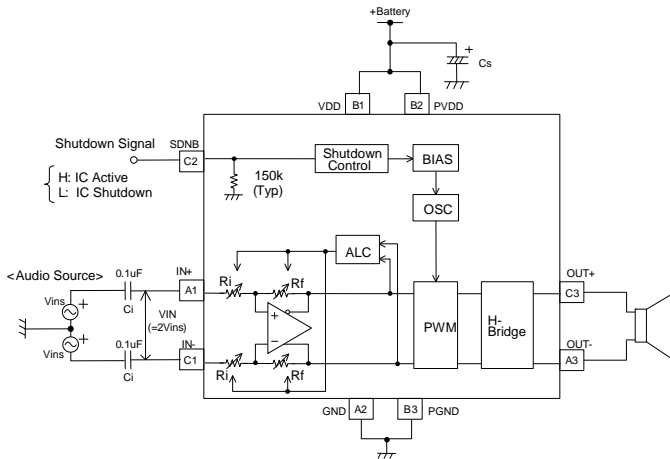 +Battery
+
Cs
VDD
B1
B2
PVDD
Shutdown Signal
SDNB
C2
H: IC Active
L: IC Shutdown
150k
(Typ)
Shutdown
Control
BIAS
OSC
ALC
<Audio Source>
0.1uF
IN+
A1
Ri
Rf
OUT+
C3
Vins
+
Ci
VIN
(=2Vins)
+
−
PWM
H-
Bridge
Vins
+
0.1uF
Ci
IN-
C1
Ri
Rf
OUT-
A3
GND
A2
B3
PGND